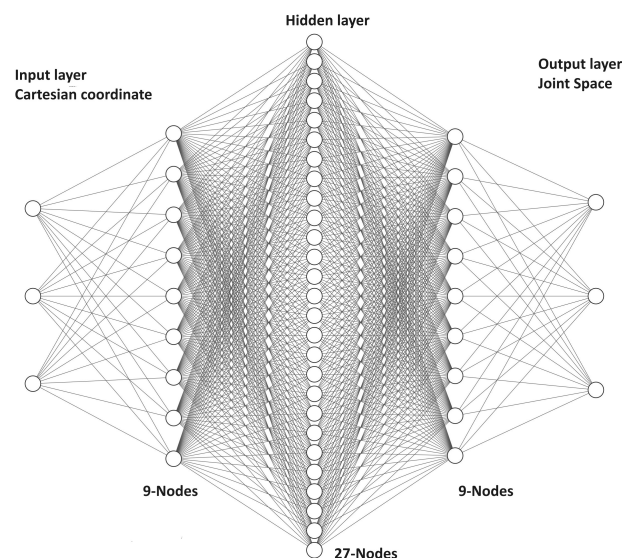 Hidden layer
Input layer
Cartesian coordinate
Output layer
Joint Space
9-Nodes
9-Nodes
27-Nodes